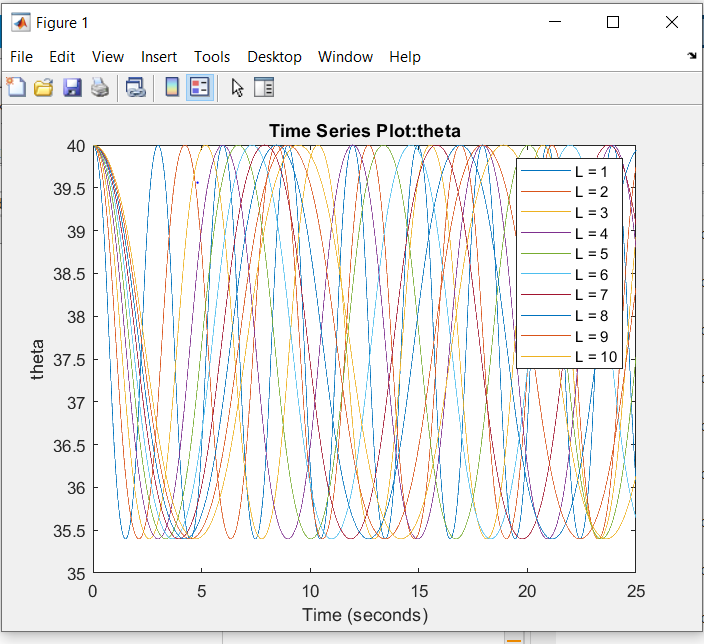 Figure 1
File Edit View Insert Tools Desktop Window Help
Time Series Plot:theta
40
39.5
39
38.5
38
37.5
37
36.5
36
35.5
35
theta
L = 1
L = 2
L = 3
L = 4
L = 5
L = 6
L = 7
L = 8
L = 9
L = 10
0 5 10 15 20 25
Time (seconds)